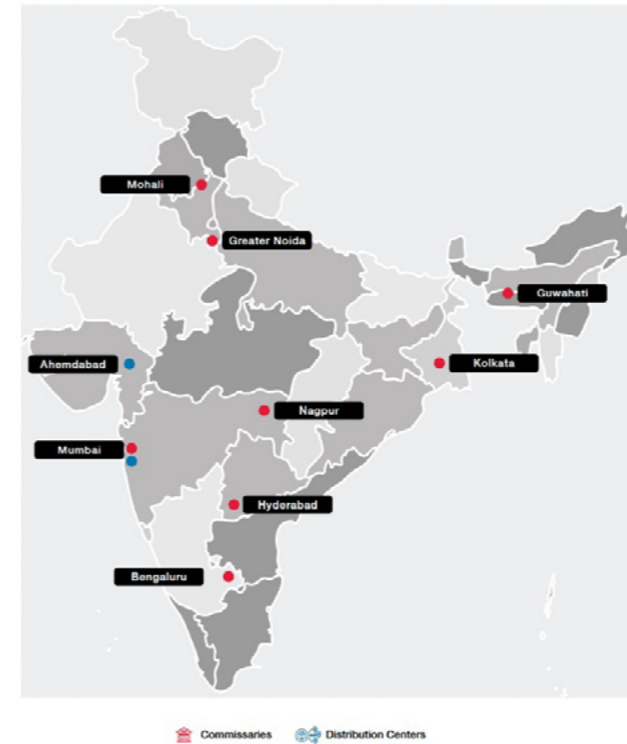 Mohali
Greater Noida
Guwahati
Ahemdabad
Kolkata
Nagpur
Mumbai
Hyderabad
Bengaluru
Commissaries Distribution Centers